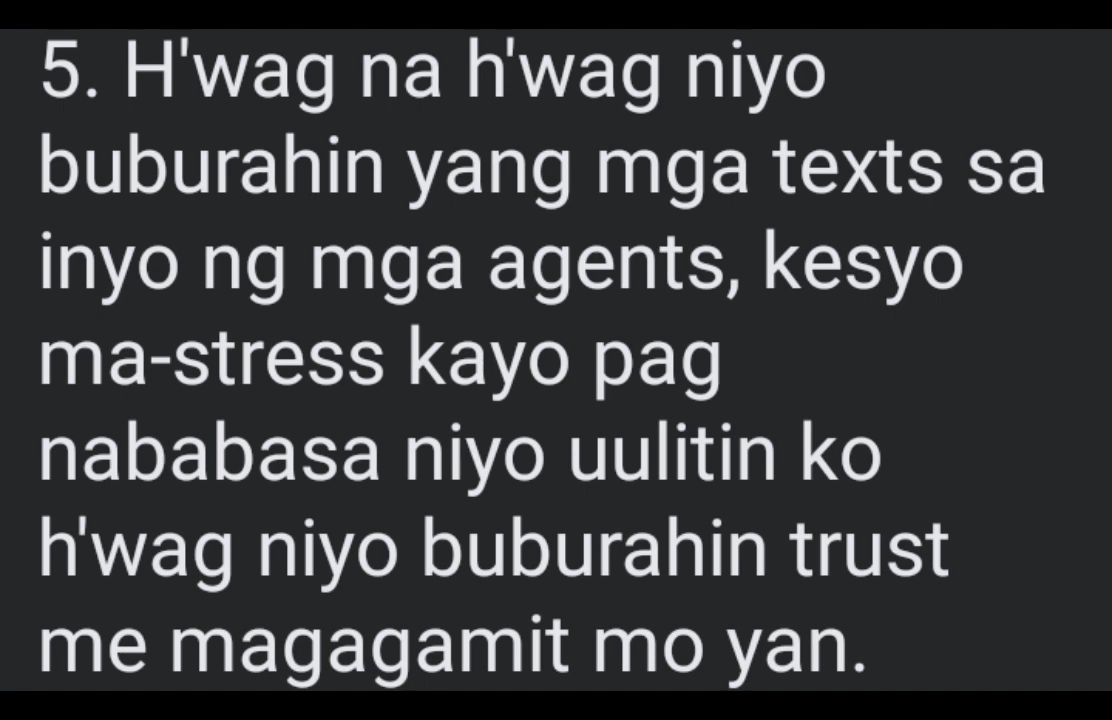 5. H'wag na h'wag niyo
buburahin yang mga texts sa
inyo ng mga agents, kesyo
ma-stress kayo pag
nababasa niyo uulitin ko
h'wag niyo buburahin trust
me magagamit mo yan.